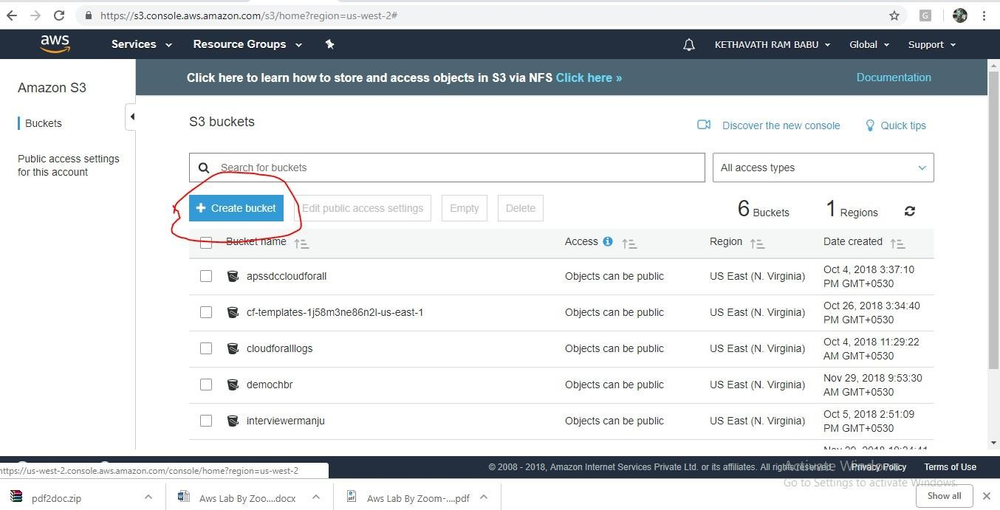 https://s3.console.aws.amazon.com/s3/home?region=us-west-2#
G
aws
Services
Resource Groups
KETHAVATH RAM BABU
Global
Support
Amazon S3
Buckets
Public access settings
for this account
Click here to learn how to store and access objects in S3 via NFS Click here »
Documentation
S3 buckets
Discover the new console
Quick tips
Search for buckets
All access types
+ Create bucket
Edit public access settings
Empty
Delete
6 Buckets
1 Regions
Bucket name
Access
Region
Date created
apssdccloudforall
Objects can be public
US East (N. Virginia)
Oct 4, 2018 3:37:10
PM GMT+0530
cf-templates-1j58m3ne86n2l-us-east-1
Objects can be public
US East (N. Virginia)
Oct 26, 2018 3:34:40
PM GMT+0530
cloudforalllogs
Objects can be public
US East (N. Virginia)
Oct 4, 2018 11:29:22
AM GMT+0530
demochbr
Objects can be public
US East (N. Virginia)
Nov 29, 2018 9:53:30
AM GMT+0530
interviewermanju
Objects can be public
US East (N. Virginia)
Oct 5, 2018 2:51:09
PM GMT+0530
https://us-west-2.console.aws.amazon.com/console/home?region=us-west-2
© 2008 - 2018, Amazon Internet Services Private Ltd. or its affiliates. All rights reserved.
Privacy Policy
Terms of Use
Activate Windows
Go to Settings to activate Windows.
pdf2doc.zip
Aws Lab By Zoo....docx
Aws Lab By Zoom-....pdf
Show all